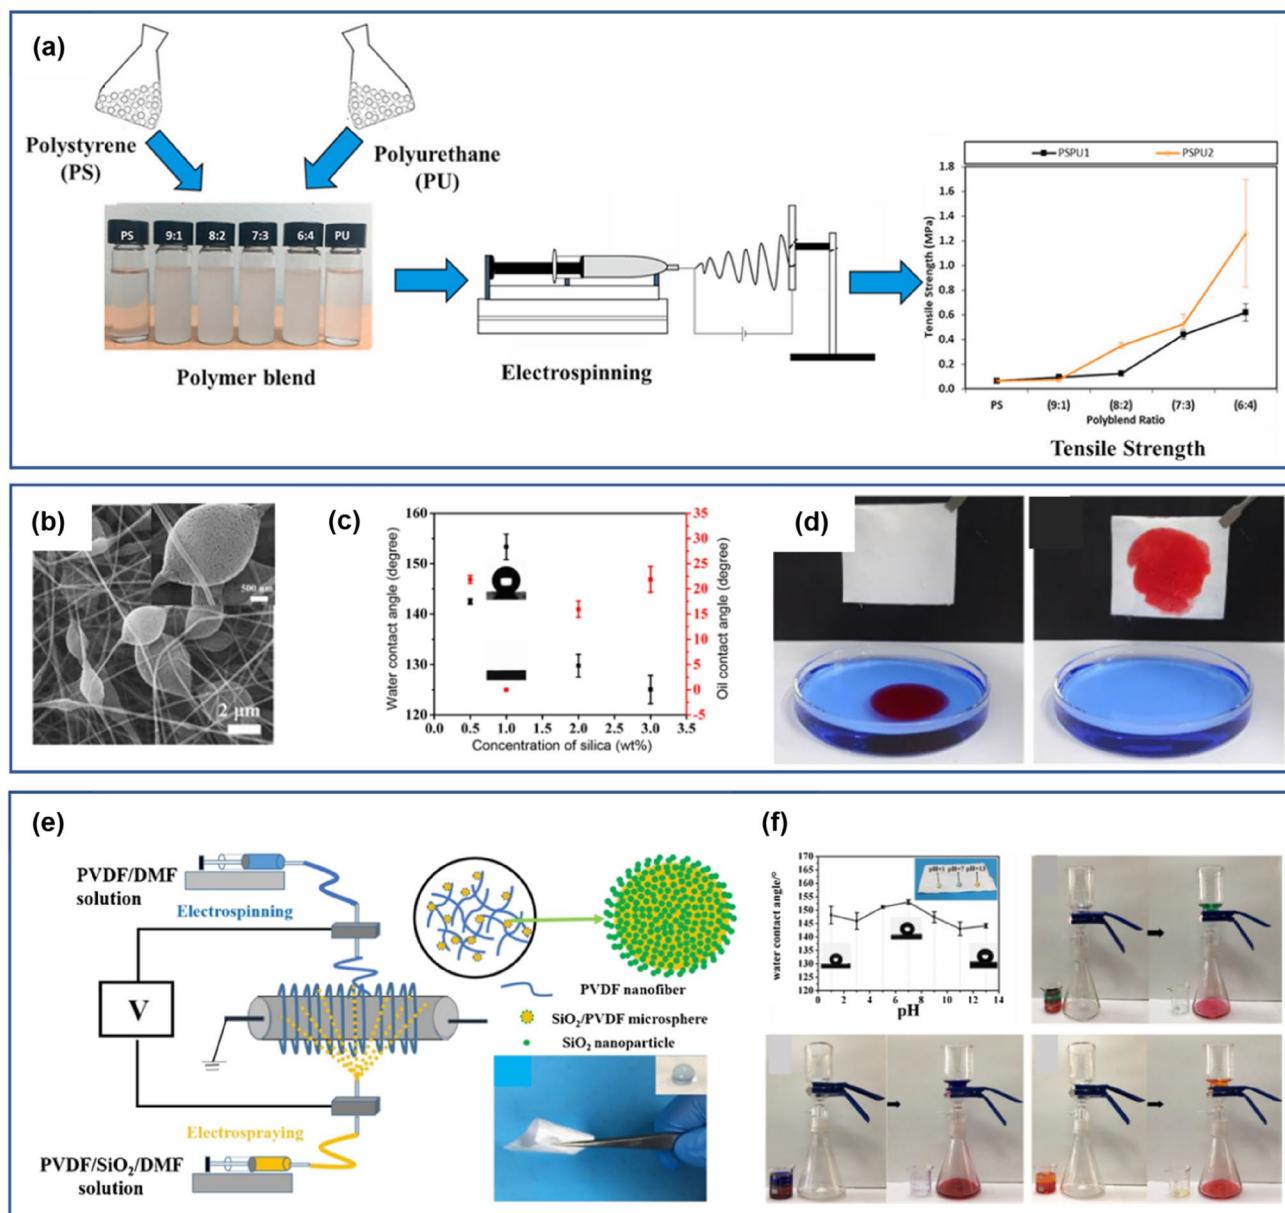 (a)
Polystyrene
(PS)
Polyurethane
(PU)
PS 9:1 8:2 7:3 6:4 PU
Polymer blend
Electrospinning
PSPU1 PSPU2
Tensile Strength (MPa)
1.8
1.6
1.4
1.2
1.0
0.8
0.6
0.4
0.2
0.0
PS (9:1) (8:2) (7:3) (6:4)
Polyblend Ratio
Tensile Strength
(b)
500 nm
2 μm
(c)
Water contact angle (degree)
160
150
140
130
120
35
30
25
20
15
10
5
0
-5
Oil contact angle (degree)
0.0 0.5 1.0 1.5 2.0 2.5 3.0 3.5
Concentration of silica (wt%)
(d)
(e)
PVDF/DMF
solution
Electrospinning
V
Electrospraying
PVDF/SiO₂/DMF
solution
PVDF nanofiber
SiO₂/PVDF microsphere
SiO₂ nanoparticle
(f)
water contact angle/°
170
165
160
155
150
145
140
135
130
125
120
pH=1 pH=7 pH=13
0 2 4 6 8 10 12 14
pH